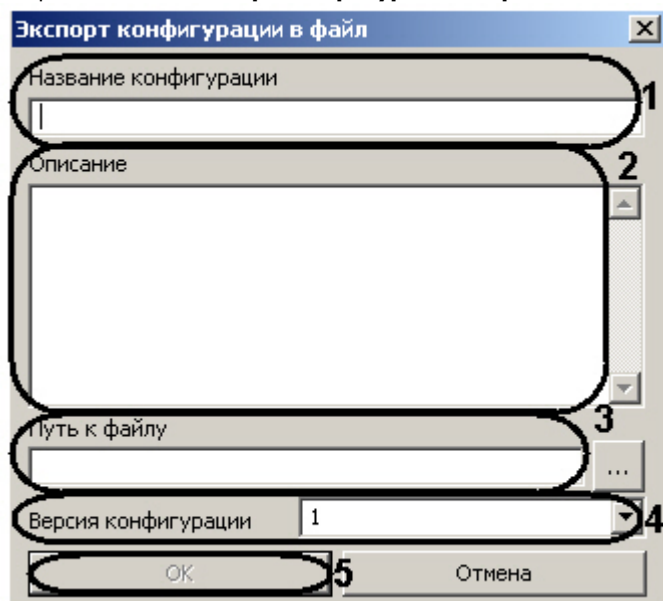 Экспорт конфигурации в файл
Название конфигурации
1
Описание
2
Путь к файлу
3
...
Версия конфигурации 1
4
OK
5
Отмена